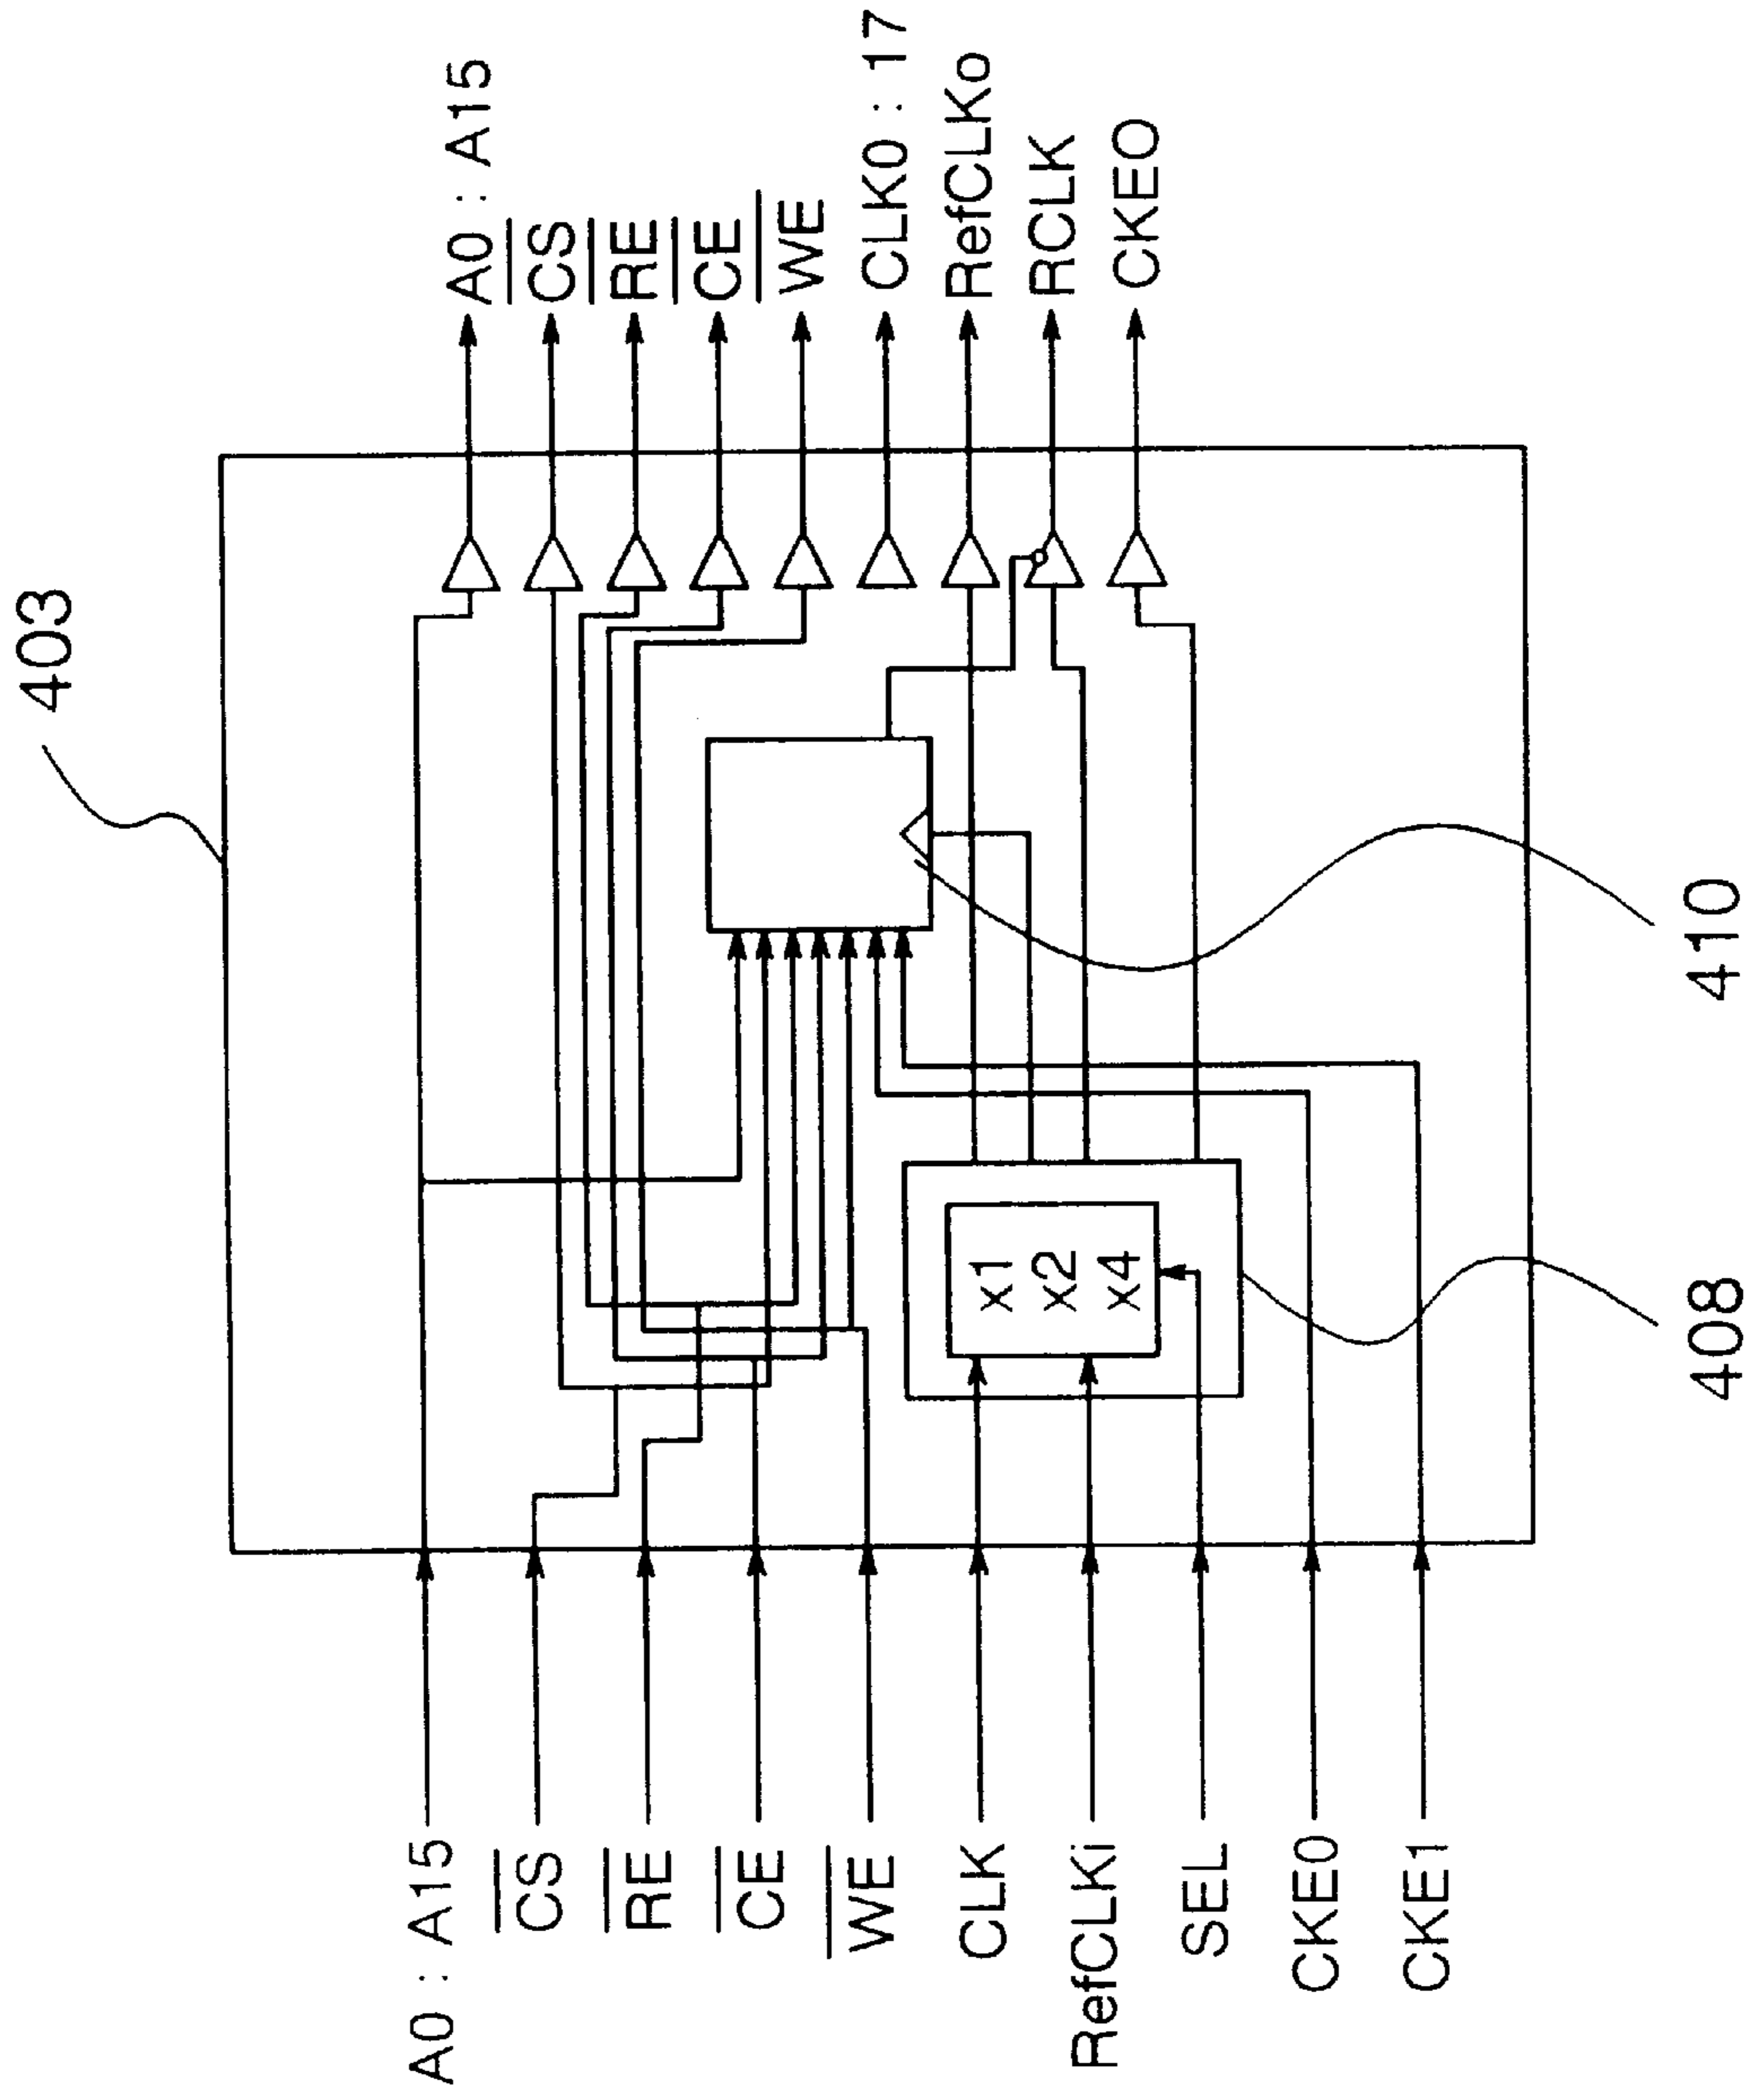 403
A0 : A15
CS
RE
CE
WE
CLK
RefCLKi
SEL
CKE0
CKE1
x1
x2
x4
A0 : A15
CS
RE
CE
WE
CLK0 : 17
RefCLKo
RCLK
CKEO
408
410